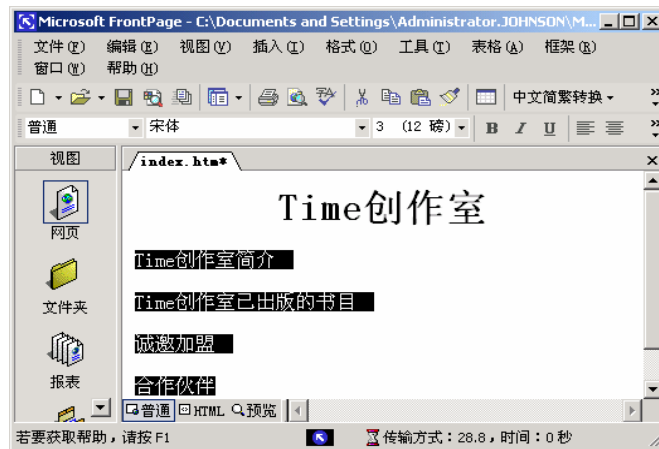 Microsoft FrontPage - C:\Documents and Settings\Administrator.JOHNSON\M...
文件(F) 编辑(E) 视图(V) 插入(I) 格式(O) 工具(T) 表格(A) 框架(R)
窗口(W) 帮助(H)
中文简繁转换
普通 宋体 3 (12 磅) B I U
视图 index.htm*
Time创作室
网页
Time创作室简介
文件夹
Time创作室已出版的书目
诚邀加盟
报表
合作伙伴
普通 HTML 预览
若要获取帮助，请按 F1 传输方式：28.8，时间：0 秒